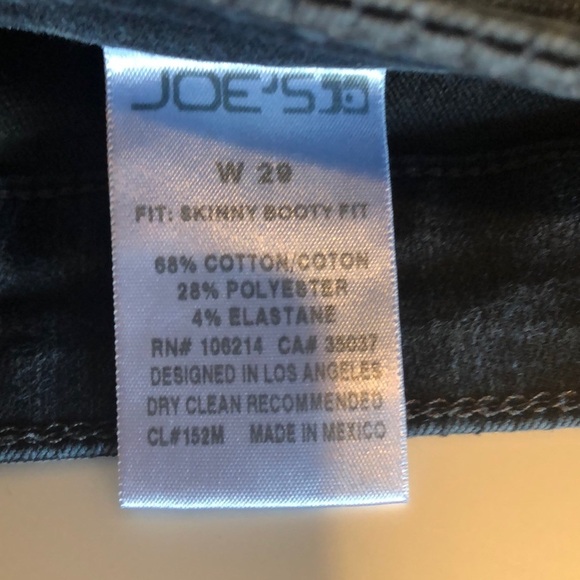 JOE'S
W 29
FIT: SKINNY BOOTY FIT
68% COTTON/COTON
28% POLYESTER
4% ELASTANE
RN# 106214 CA# 35037
DESIGNED IN LOS ANGELES
DRY CLEAN RECOMMENDED
CL#152M MADE IN MEXICO